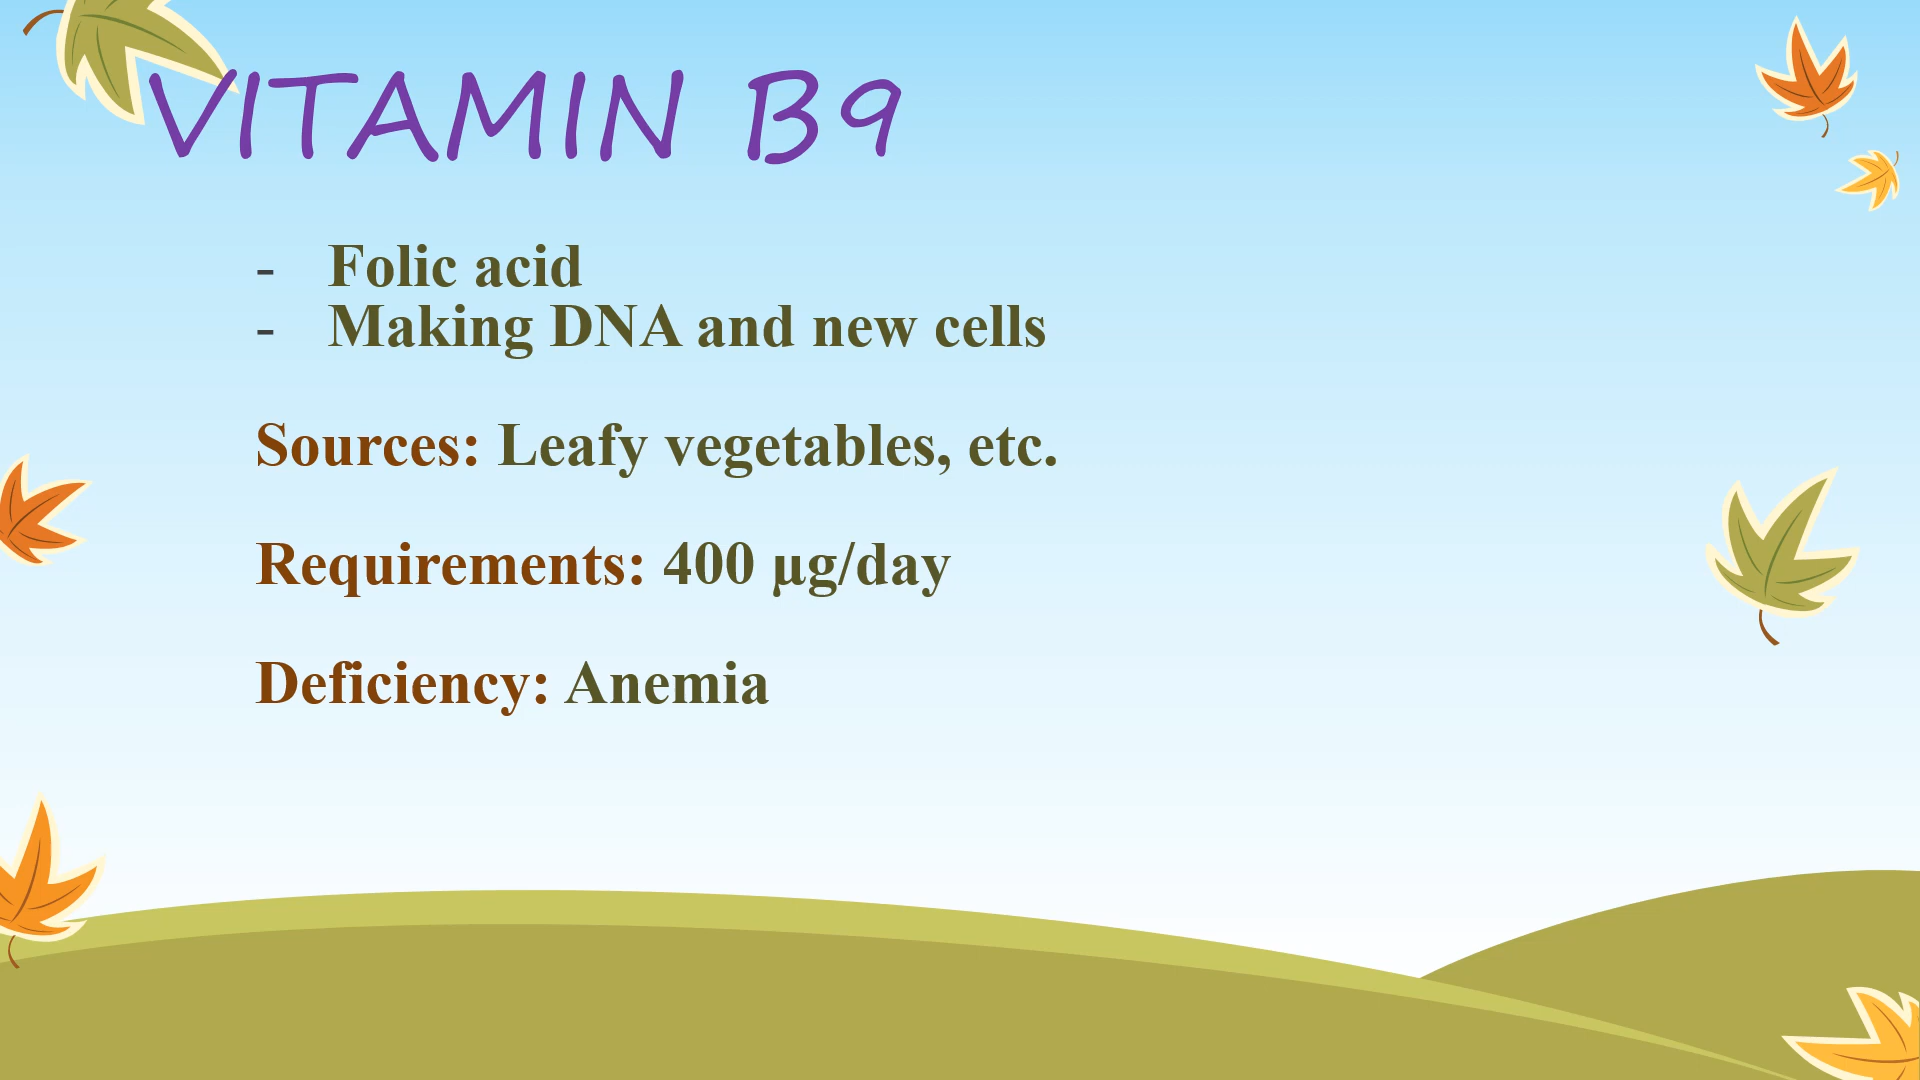 VITAMIN B9
- Folic acid
- Making DNA and new cells
Sources: Leafy vegetables, etc.
Requirements: 400 µg/day
Deficiency: Anemia